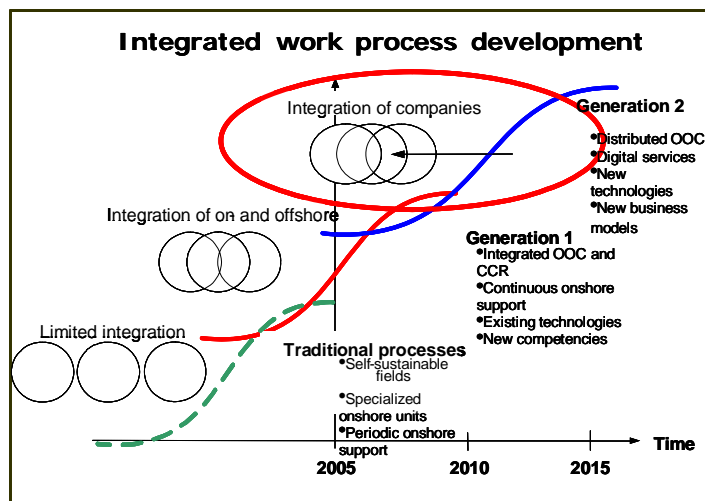 Integrated work process development
Integration of companies
Generation 2
•Distributed OOC
•Digital services
•New
technologies
•New business
models
Integration of on- and offshore
Generation 1
•Integrated OOC and
CCR
•Continuous onshore
support
•Existing technologies
•New competencies
Limited integration
Traditional processes
•Self-sustainable
fields
•Specialized
onshore units
•Periodic onshore
support
Time
2005
2010
2015